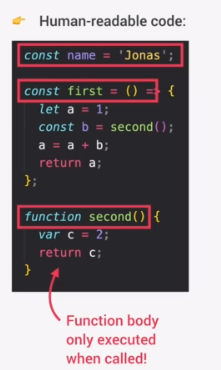 👉 Human-readable code:
const name = 'Jonas';
const first = () => {
let a = 1;
const b = second();
a = a + b;
return a;
};
function second() {
var c = 2;
return c;
}
Function body
only executed
when called!